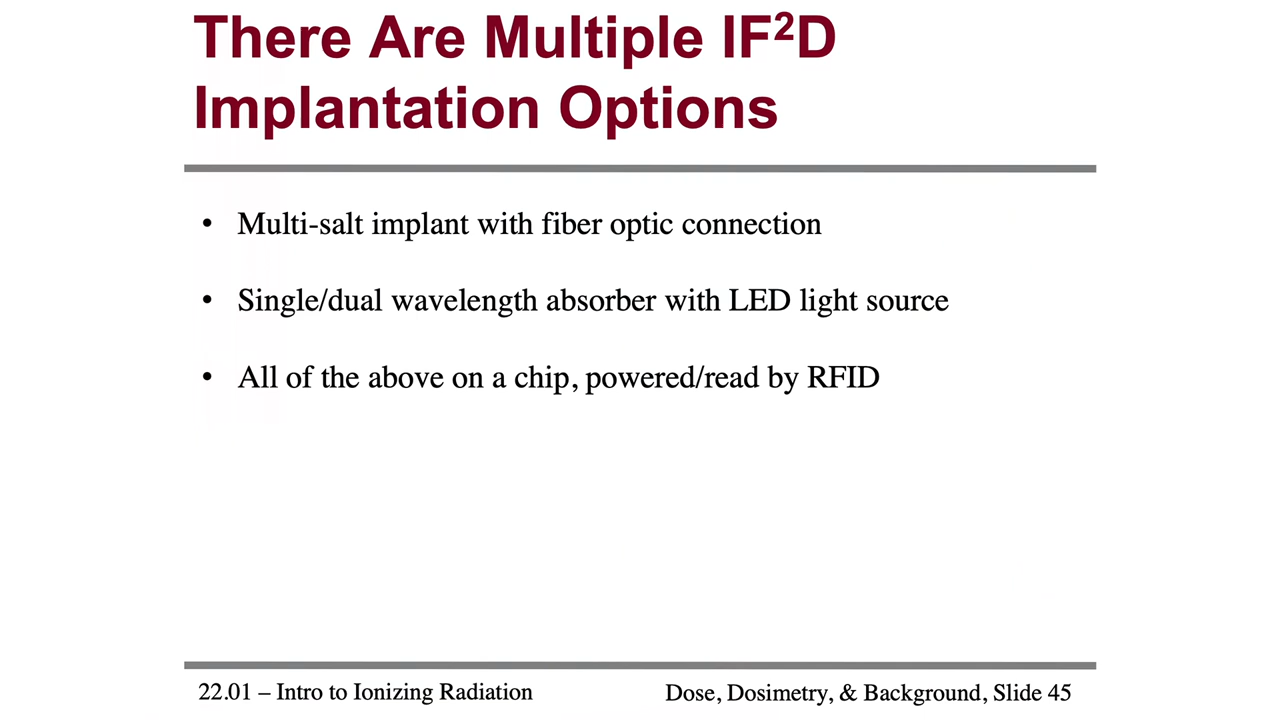 There Are Multiple IF²D
Implantation Options
• Multi-salt implant with fiber optic connection
• Single/dual wavelength absorber with LED light source
• All of the above on a chip, powered/read by RFID
22.01 – Intro to Ionizing Radiation
Dose, Dosimetry, & Background, Slide 45